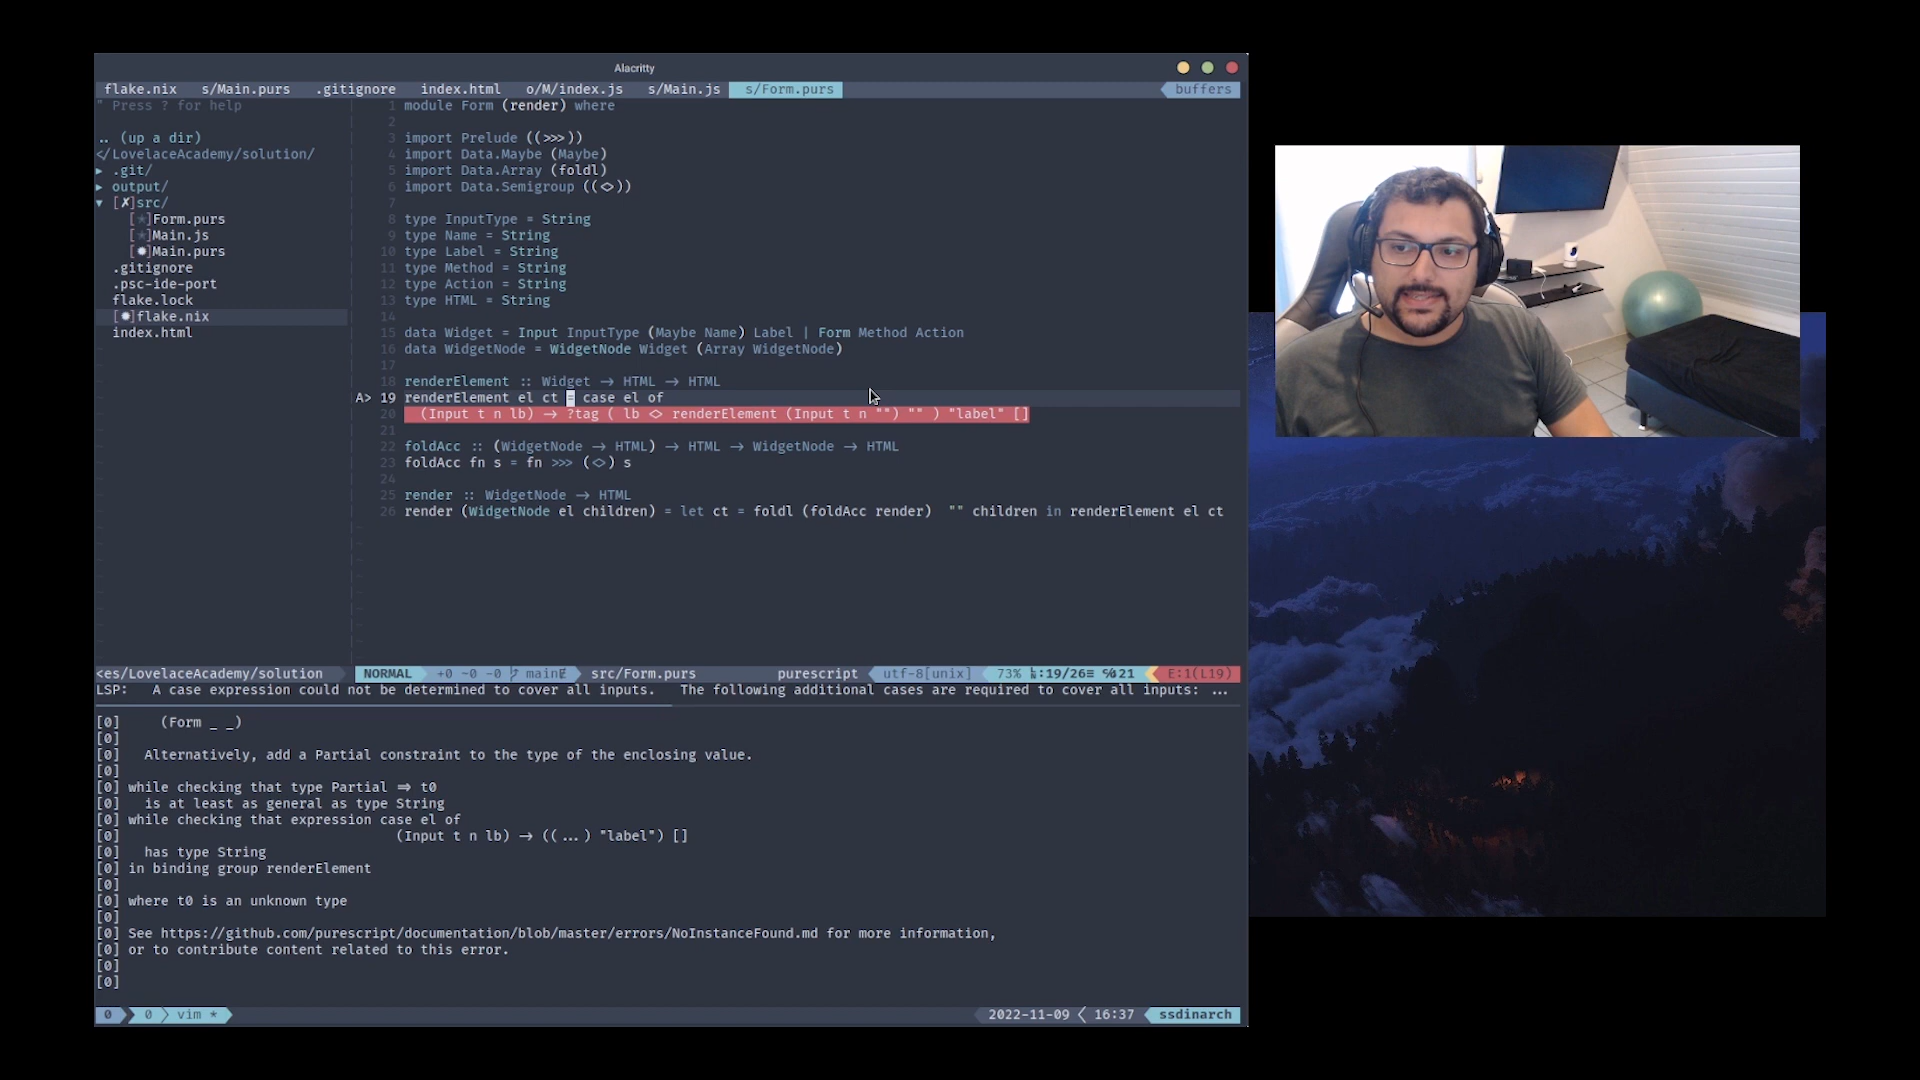 Alacritty
flake.nix s/Main.purs .gitignore index.html o/M/index.js s/Main.js s/Form.purs buffers
" Press ? for help
.. (up a dir)
</LovelaceAcademy/solution/
▸ .git/
▸ output/
▾ [✗]src/
[★]Form.purs
[★]Main.js
[✹]Main.purs
.gitignore
.psc-ide-port
flake.lock
[✹]flake.nix
index.html
1 module Form (render) where
2
3 import Prelude ((>>>))
4 import Data.Maybe (Maybe)
5 import Data.Array (foldl)
6 import Data.Semigroup ((<>))
7
8 type InputType = String
9 type Name = String
10 type Label = String
11 type Method = String
12 type Action = String
13 type HTML = String
14
15 data Widget = Input InputType (Maybe Name) Label | Form Method Action
16 data WidgetNode = WidgetNode Widget (Array WidgetNode)
17
18 renderElement :: Widget -> HTML -> HTML
A> 19 renderElement el ct = case el of
20 (Input t n lb) -> ?tag ( lb <> renderElement (Input t n "") "" ) "label" []
21
22 foldAcc :: (WidgetNode -> HTML) -> HTML -> WidgetNode -> HTML
23 foldAcc fn s = fn >>> (<>) s
24
25 render :: WidgetNode -> HTML
26 render (WidgetNode el children) = let ct = foldl (foldAcc render) "" children in renderElement el ct
<es/LovelaceAcademy/solution NORMAL +0 ~0 -0 main src/Form.purs purescript utf-8[unix] 73% :19/26≡ ℅21 E:1(L19)
LSP: A case expression could not be determined to cover all inputs. The following additional cases are required to cover all inputs: ...
[0] (Form _ _)
[0]
[0] Alternatively, add a Partial constraint to the type of the enclosing value.
[0]
[0] while checking that type Partial => t0
[0] is at least as general as type String
[0] while checking that expression case el of
[0] (Input t n lb) -> ((...) "label") []
[0] has type String
[0] in binding group renderElement
[0]
[0] where t0 is an unknown type
[0]
[0] See https://github.com/purescript/documentation/blob/master/errors/NoInstanceFound.md for more information,
[0] or to contribute content related to this error.
[0]
[0]
0 0 vim * 2022-11-09 16:37 ssdinarch